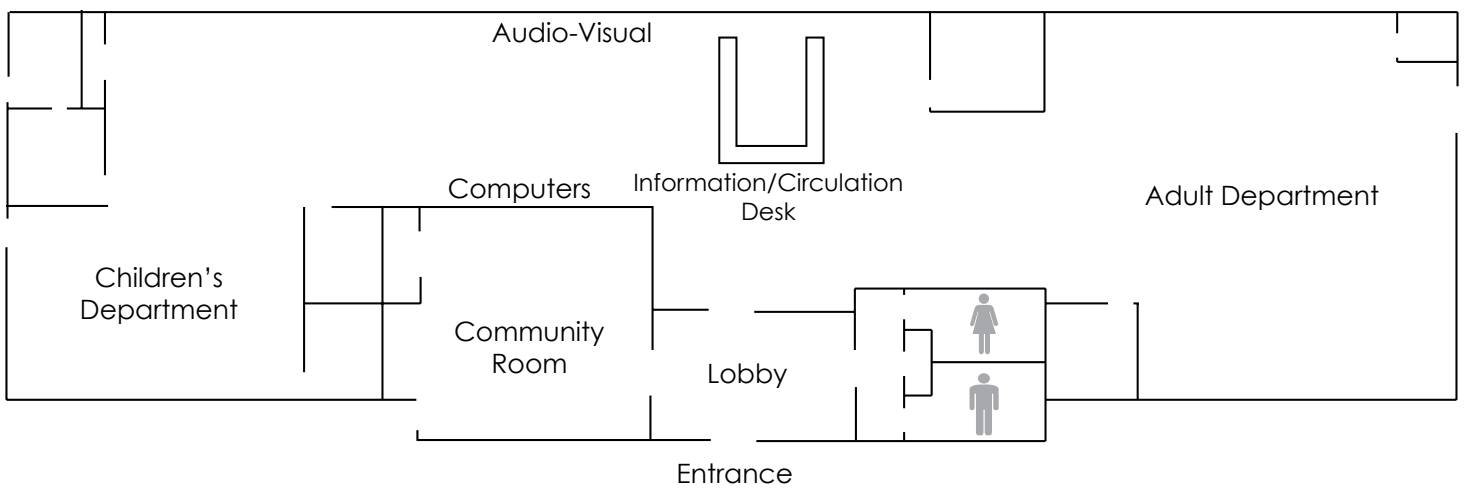 Audio-Visual
Computers
Information/Circulation
Desk
Adult Department
Children’s
Department
Community
Room
Lobby
Entrance